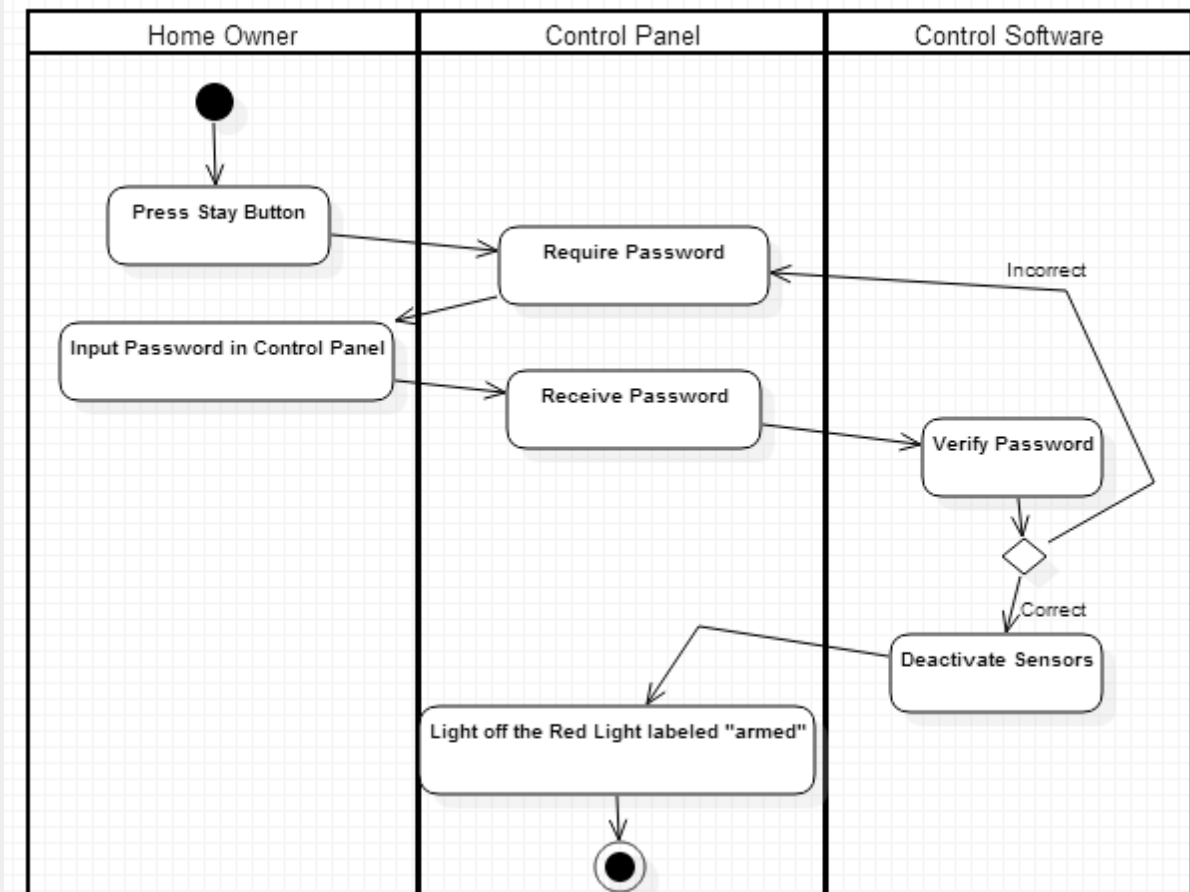 Home Owner
Control Panel
Control Software
Press Stay Button
Require Password
Incorrect
Input Password in Control Panel
Receive Password
Verify Password
Correct
Deactivate Sensors
Light off the Red Light labeled "armed"